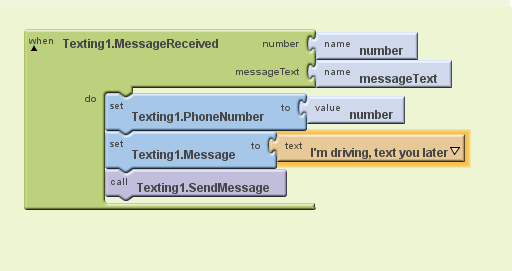 when Texting1.MessageReceived number name number
messageText name messageText
do set Texting1.PhoneNumber to value number
set Texting1.Message to text I'm driving, text you later
call Texting1.SendMessage